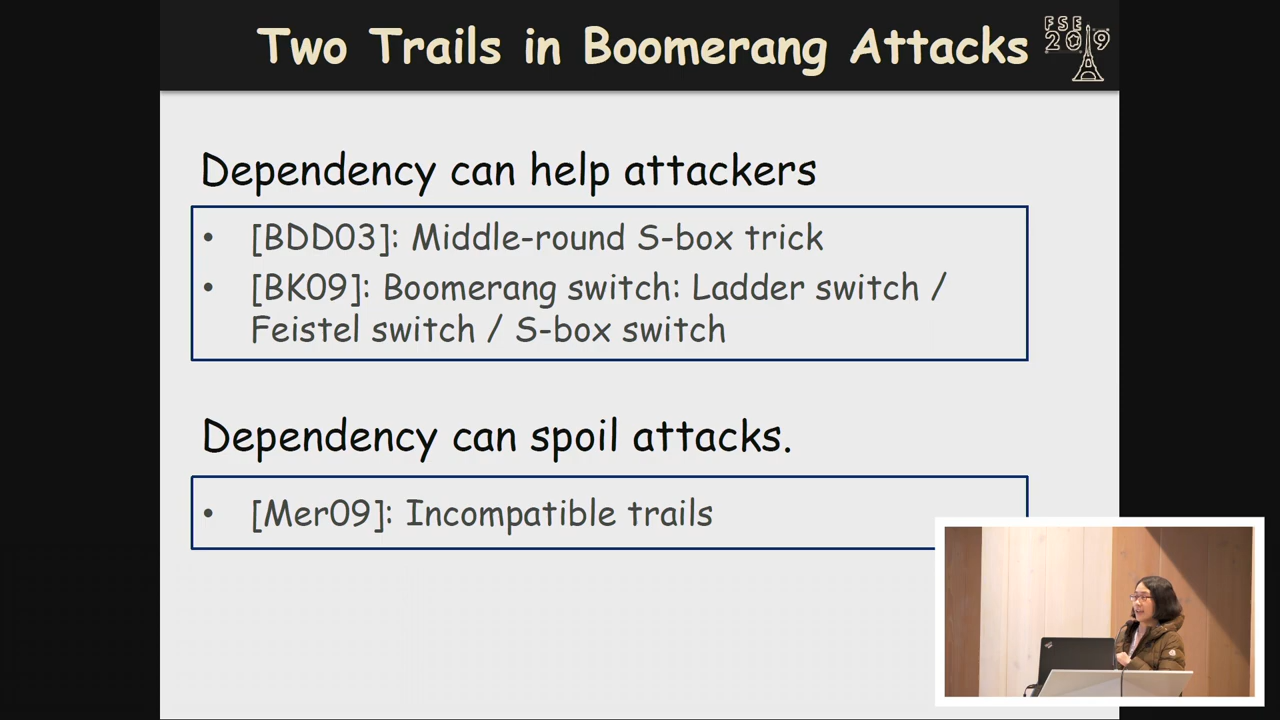 Two Trails in Boomerang Attacks
FSE
2019
Dependency can help attackers
• [BDD03]: Middle-round S-box trick
• [BK09]: Boomerang switch: Ladder switch /
Feistel switch / S-box switch
Dependency can spoil attacks.
• [Mer09]: Incompatible trails